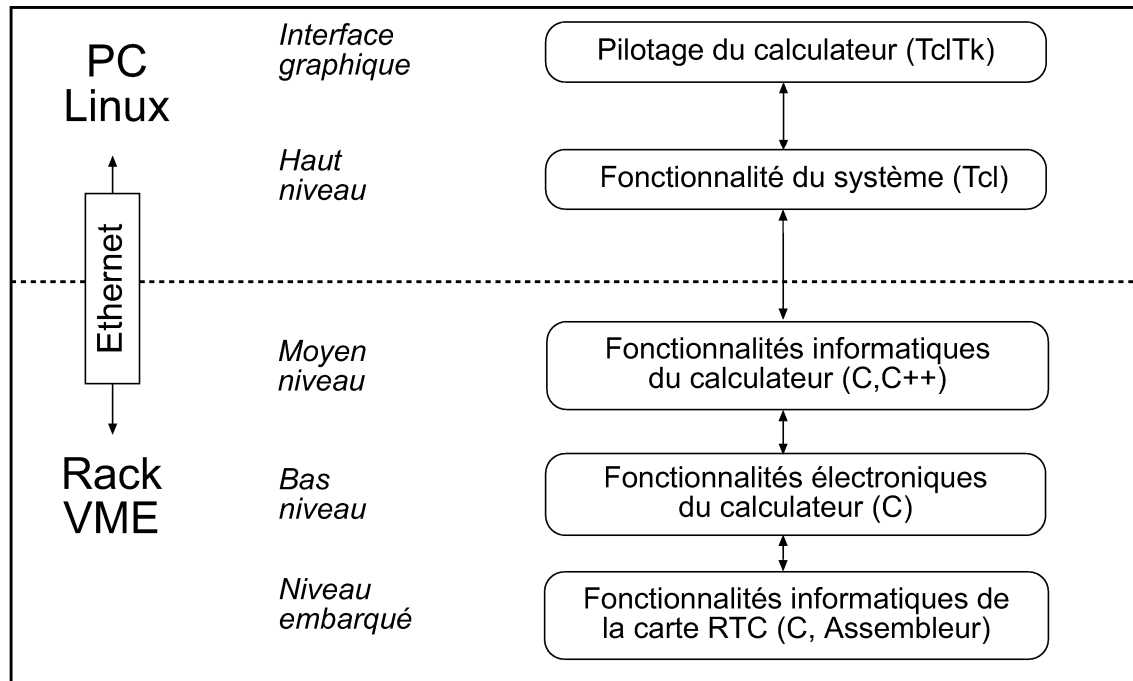 PC
Linux
Interface
graphique
Pilotage du calculateur (TclTk)
Haut
niveau
Fonctionnalité du système (Tcl)
Ethernet
Moyen
niveau
Fonctionnalités informatiques
du calculateur (C,C++)
Rack
VME
Bas
niveau
Fonctionnalités électroniques
du calculateur (C)
Niveau
embarqué
Fonctionnalités informatiques de
la carte RTC (C, Assembleur)